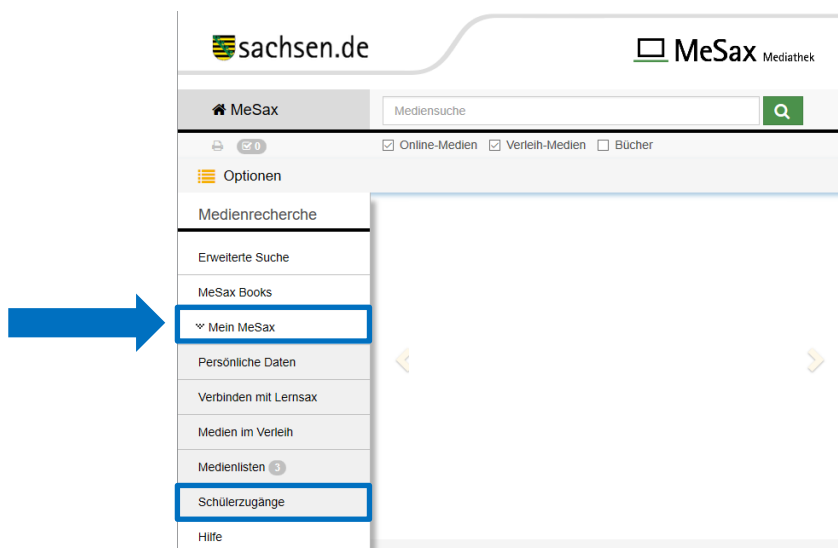 sachsen.de
MeSax Mediathek
MeSax
Mediensuche
0
Online-Medien Verleih-Medien Bücher
Optionen
Medienrecherche
Erweiterte Suche
MeSax Books
Mein MeSax
Persönliche Daten
Verbinden mit Lernsax
Medien im Verleih
Medienlisten 3
Schülerzugänge
Hilfe